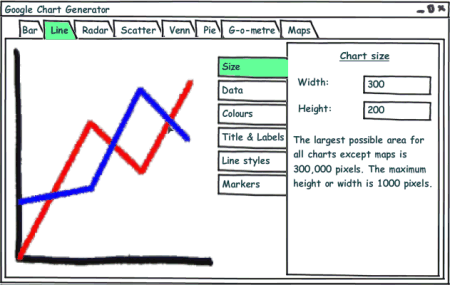 Google Chart Generator
Bar Line Radar Scatter Venn Pie G-o-metre Maps
Size
Data
Colours
Title & Labels
Line styles
Markers
Chart size
Width: 300
Height: 200
The largest possible area for
all charts except maps is
300,000 pixels. The maximum
height or width is 1000 pixels.